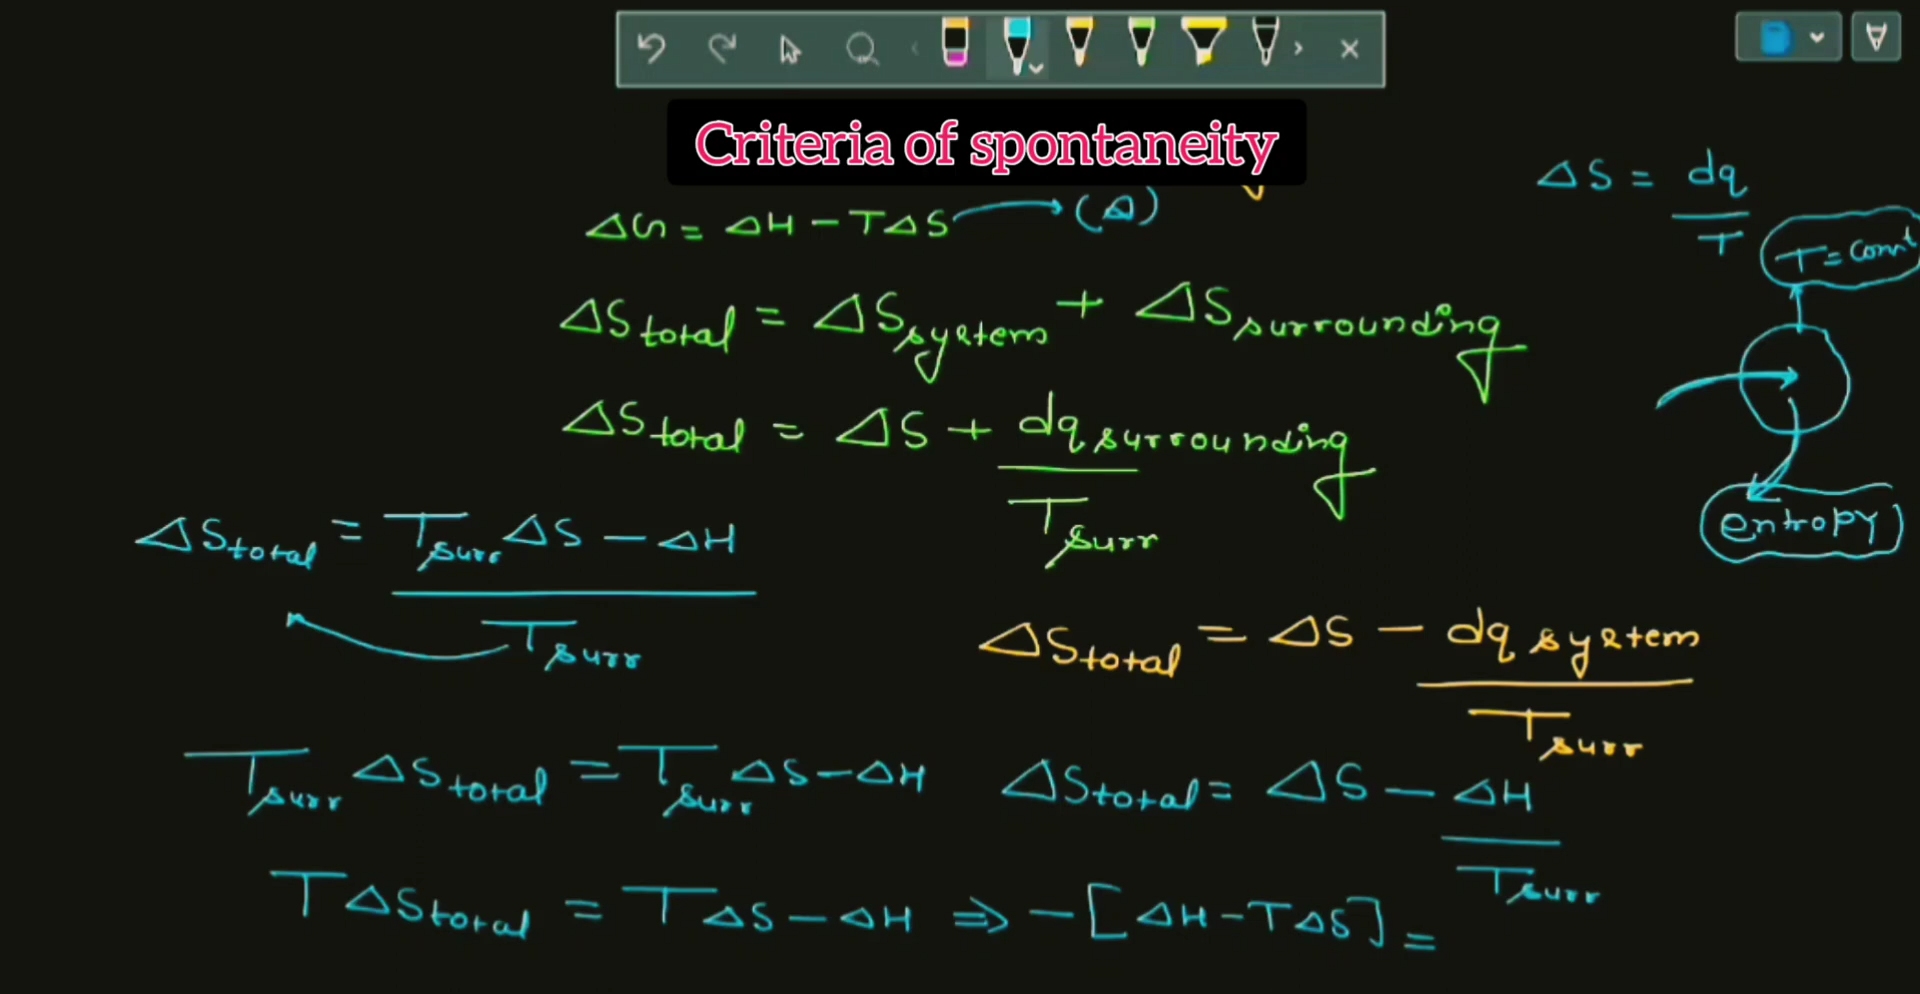 Criteria of spontaneity
ΔS = dq / T
ΔG = ΔH - TΔS → (A)
T = const
ΔS total = ΔS system + ΔS surrounding
ΔS total = ΔS + dq surrounding / T surr
entropy
ΔS total = T surr ΔS - ΔH / T surr
ΔS total = ΔS - dq system / T surr
T surr ΔS total = T surr ΔS - ΔH
ΔS total = ΔS - ΔH / T surr
TΔS total = TΔS - ΔH ⇒ -[ΔH - TΔS] =